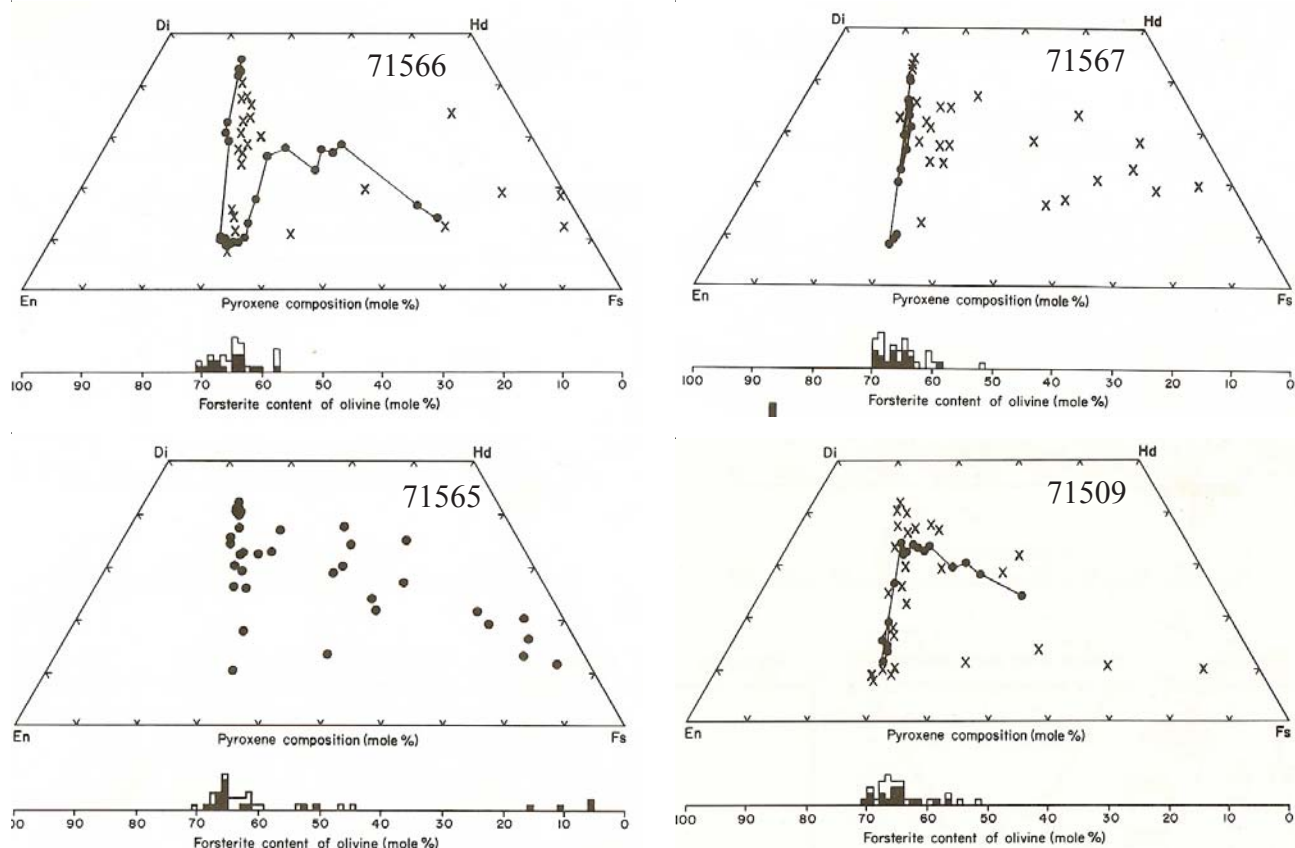 Di Hd
71566
En Fs
Pyroxene composition (mole %)
100 90 80 70 60 50 40 30 20 10 0
Forsterite content of olivine (mole %)
Di Hd
71567
En Fs
Pyroxene composition (mole %)
100 90 80 70 60 50 40 30 20 10 0
Forsterite content of olivine (mole %)
Di Hd
71565
En Fs
Pyroxene composition (mole %)
00 90 80 70 60 50 40 30 20 10 0
Forsterite content of olivine (mole %)
Di Hd
71509
En Fs
Pyroxene composition (mole %)
100 90 80 70 60 50 40 30 20 10 0
Forsterite content of olivine (mole %)